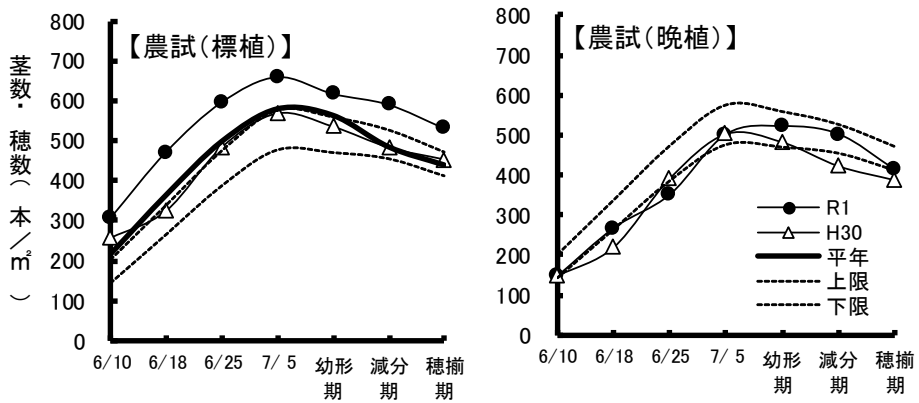 茎数・穂数(本/㎡)
【農試(標植)】
800
700
600
500
400
300
200
100
0
6/10
6/18
6/25
7/ 5
幼形期
減分期
穂揃期
【農試(晩植)】
800
700
600
500
400
300
200
100
0
R1
H30
平年
上限
下限
6/10
6/18
6/25
7/ 5
幼形期
減分期
穂揃期